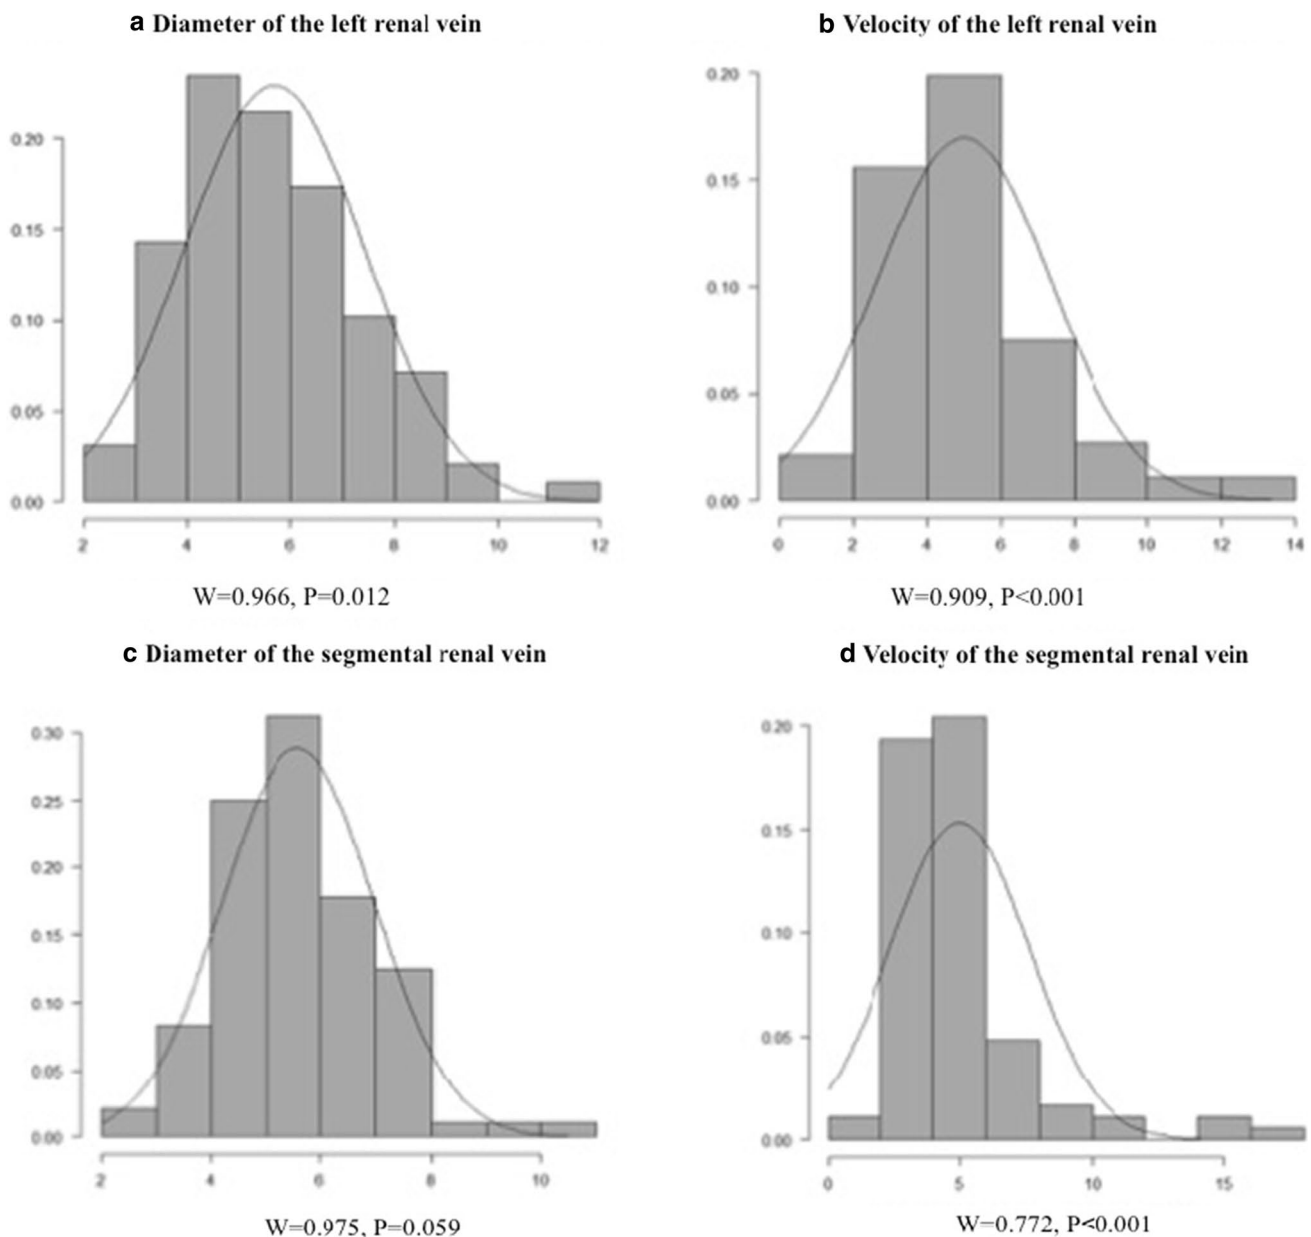 a Diameter of the left renal vein
0.20
0.15
0.10
0.05
0.00
2 4 6 8 10 12
W=0.966, P=0.012
b Velocity of the left renal vein
0.20
0.15
0.10
0.05
0.00
0 2 4 6 8 10 12 14
W=0.909, P<0.001
c Diameter of the segmental renal vein
0.30
0.25
0.20
0.15
0.10
0.05
0.00
2 4 6 8 10
W=0.975, P=0.059
d Velocity of the segmental renal vein
0.20
0.15
0.10
0.05
0.00
0 5 10 15
W=0.772, P<0.001